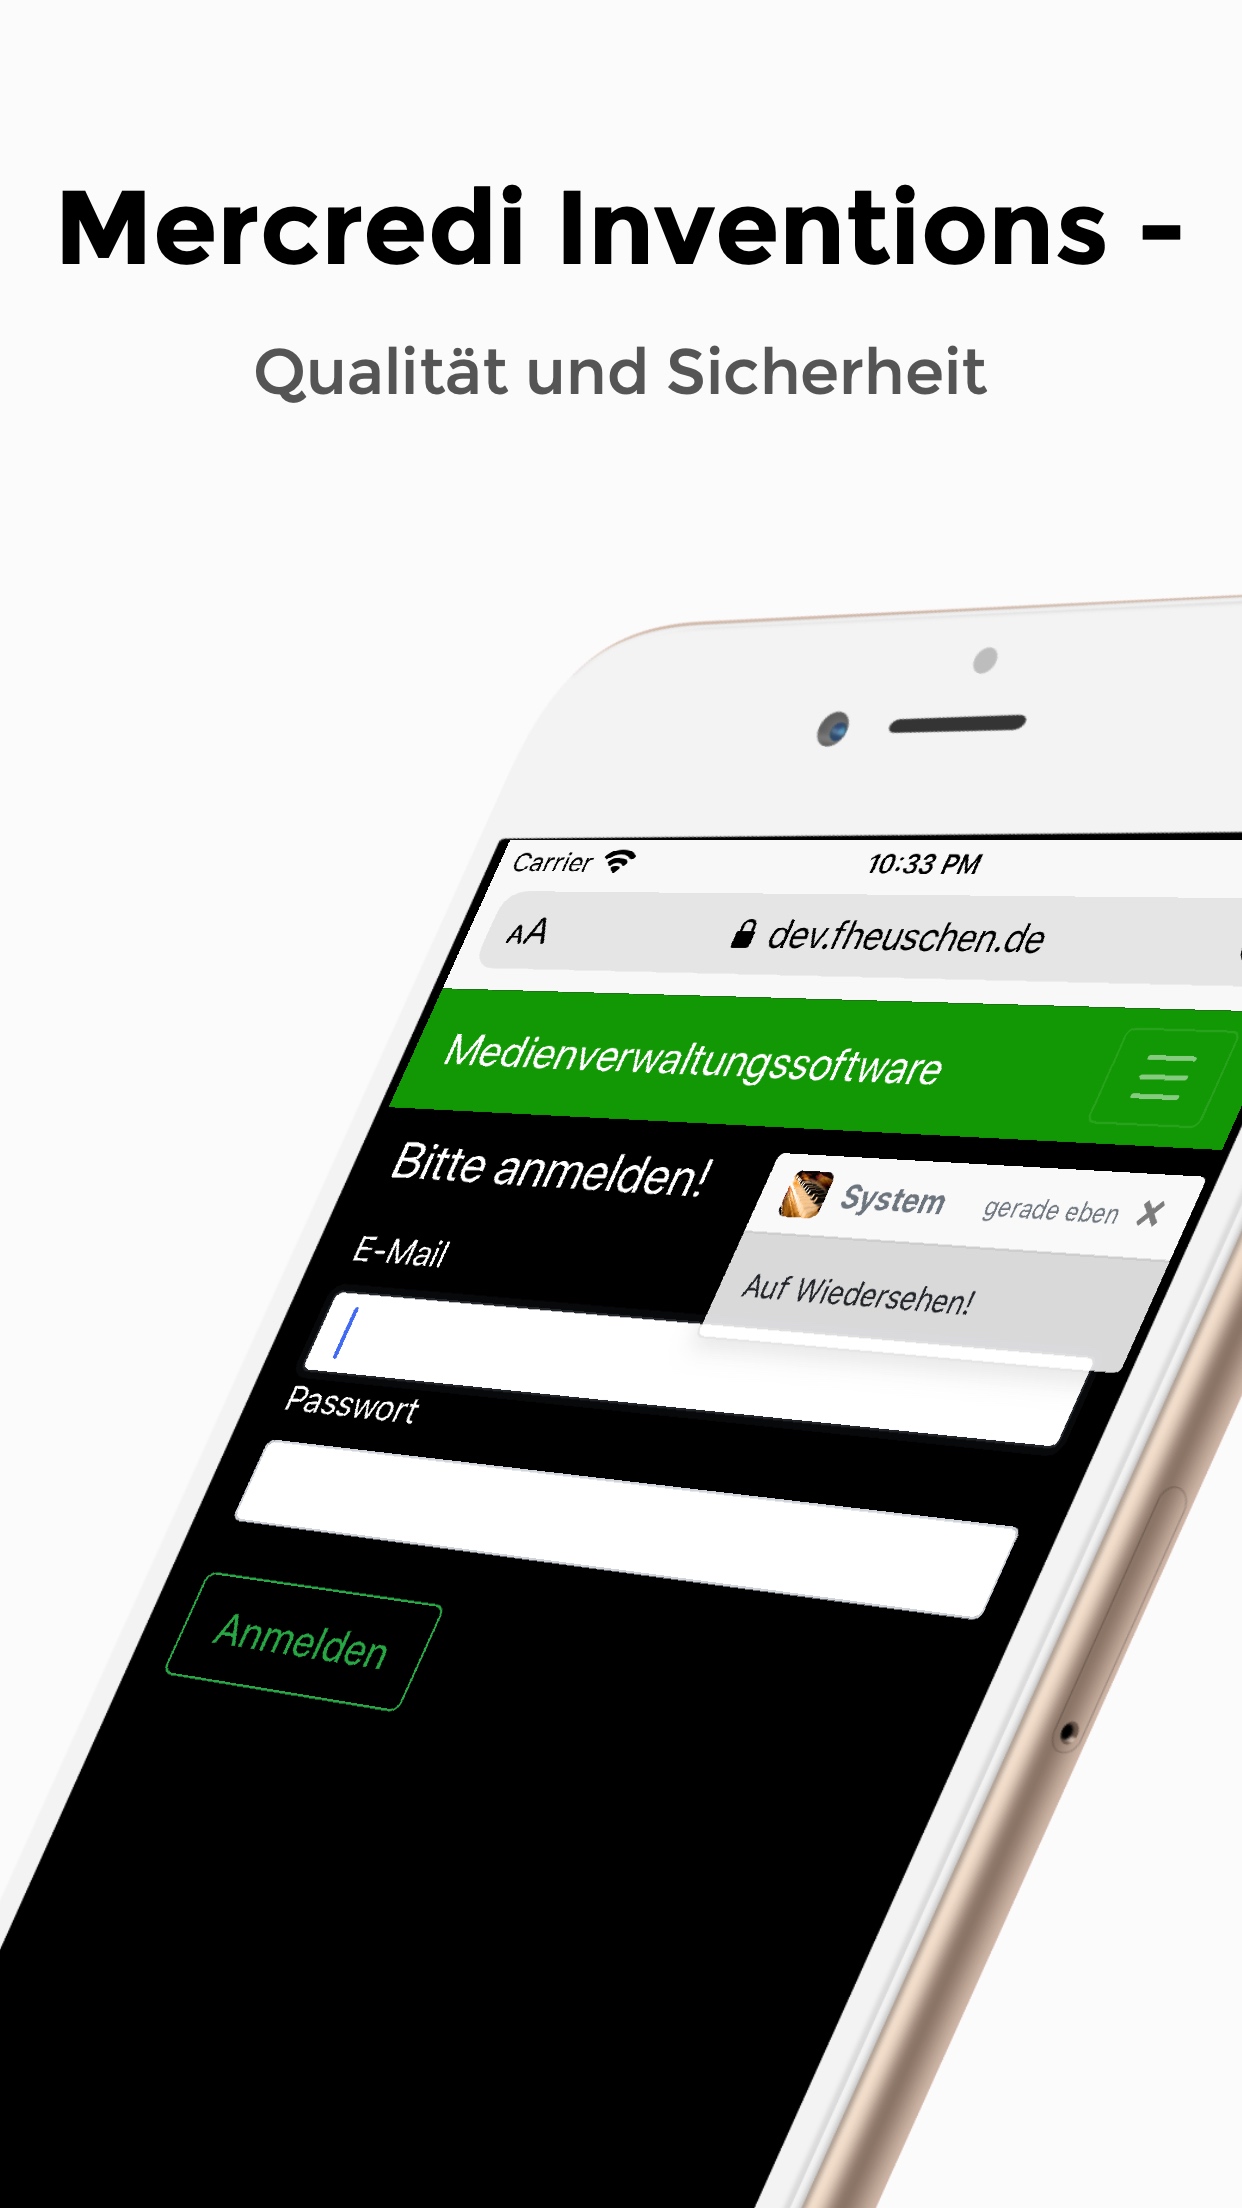 Mercredi Inventions -
Qualität und Sicherheit
Carrier 10:33 PM
AA dev.fheuschen.de
Medienverwaltungssoftware
Bitte anmelden!
System gerade eben ×
Auf Wiedersehen!
E-Mail
Passwort
Anmelden